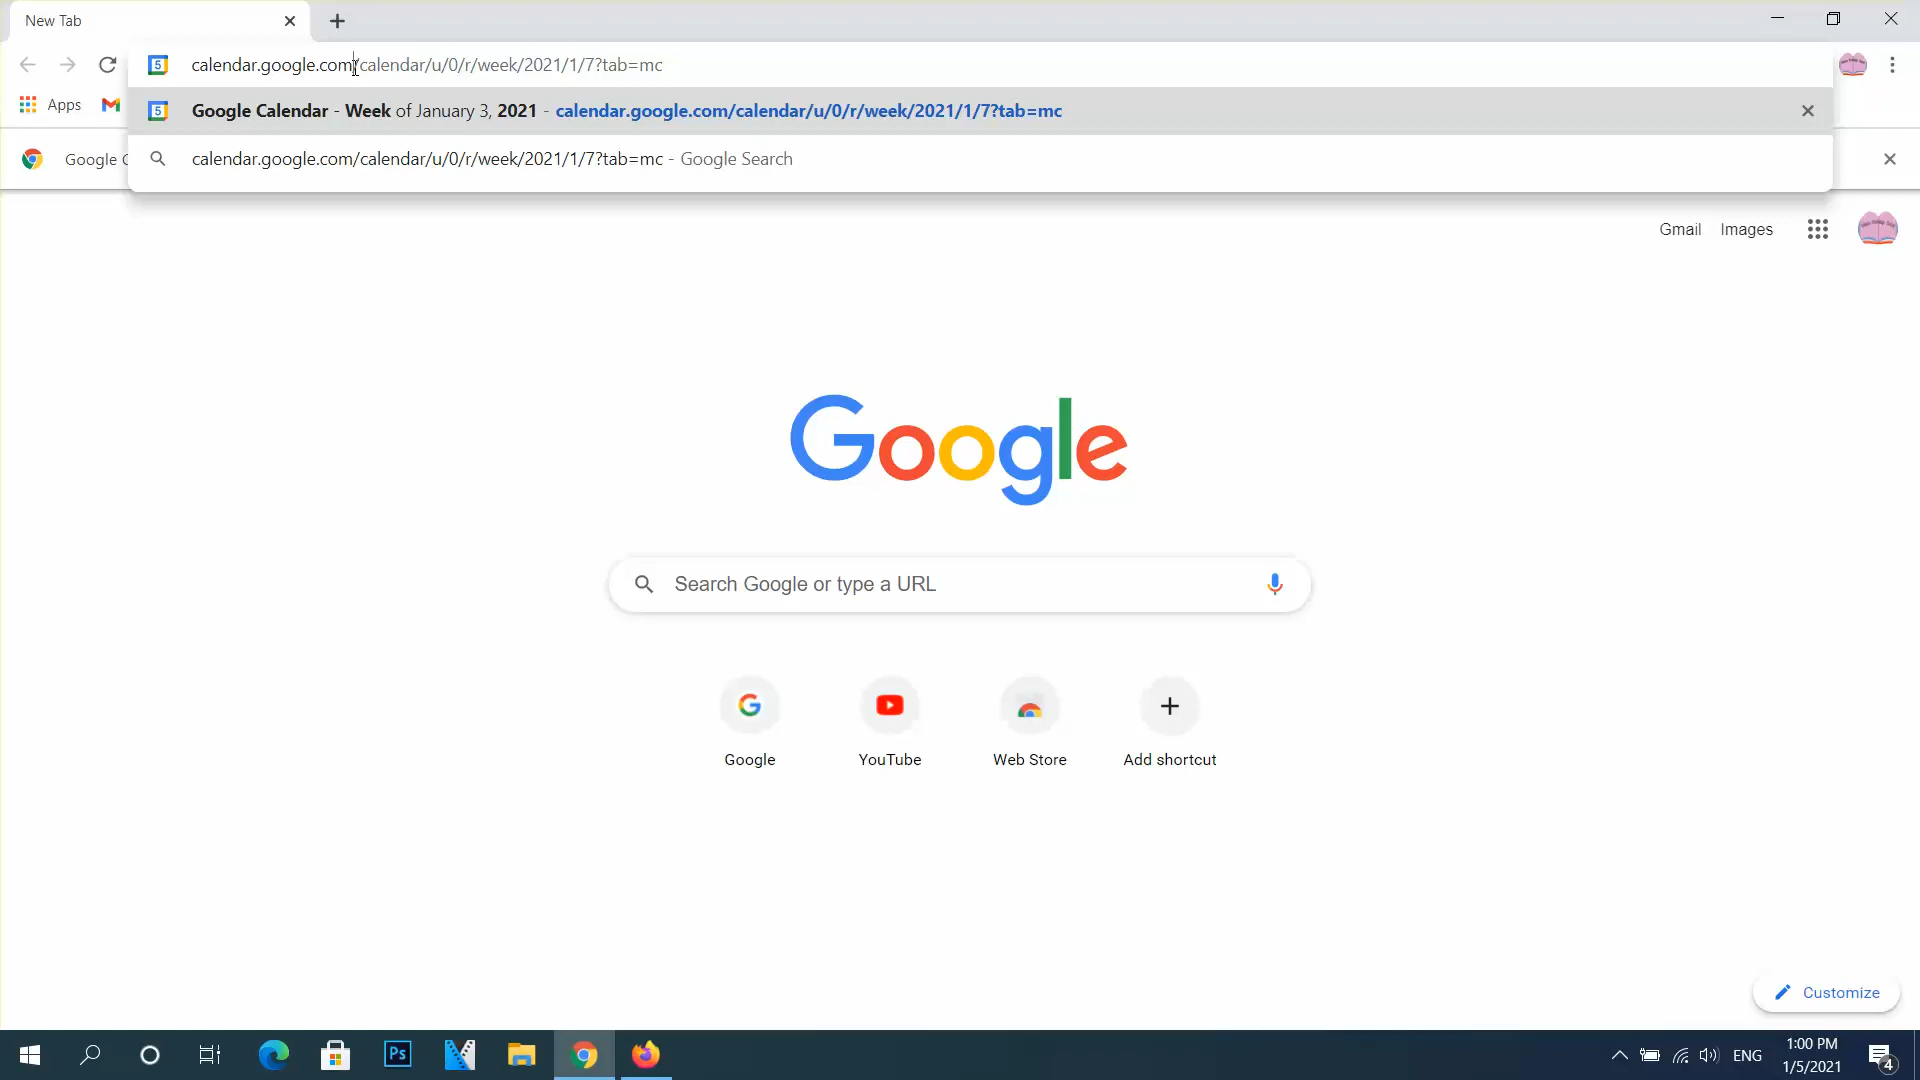 New Tab
calendar.google.com/calendar/u/0/r/week/2021/1/7?tab=mc
Apps
Google Calendar - Week of January 3, 2021 - calendar.google.com/calendar/u/0/r/week/2021/1/7?tab=mc
Google C
calendar.google.com/calendar/u/0/r/week/2021/1/7?tab=mc - Google Search
Gmail Images
Google
Search Google or type a URL
Google YouTube Web Store Add shortcut
Customize
Ps
ENG
1:00 PM
1/5/2021
4